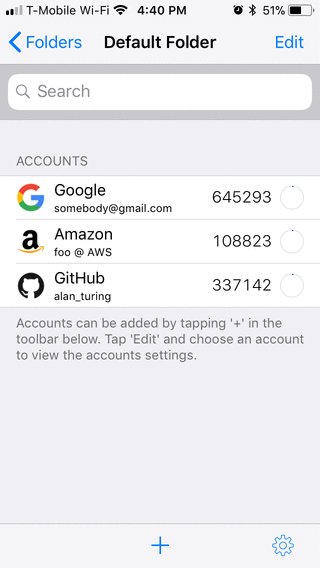 T-Mobile Wi-Fi 4:40 PM 51%
Folders Default Folder Edit
Search
ACCOUNTS
Google 645293
somebody@gmail.com
Amazon 108823
foo @ AWS
GitHub 337142
alan_turing
Accounts can be added by tapping '+' in the
toolbar below. Tap 'Edit' and choose an account
to view the accounts settings.